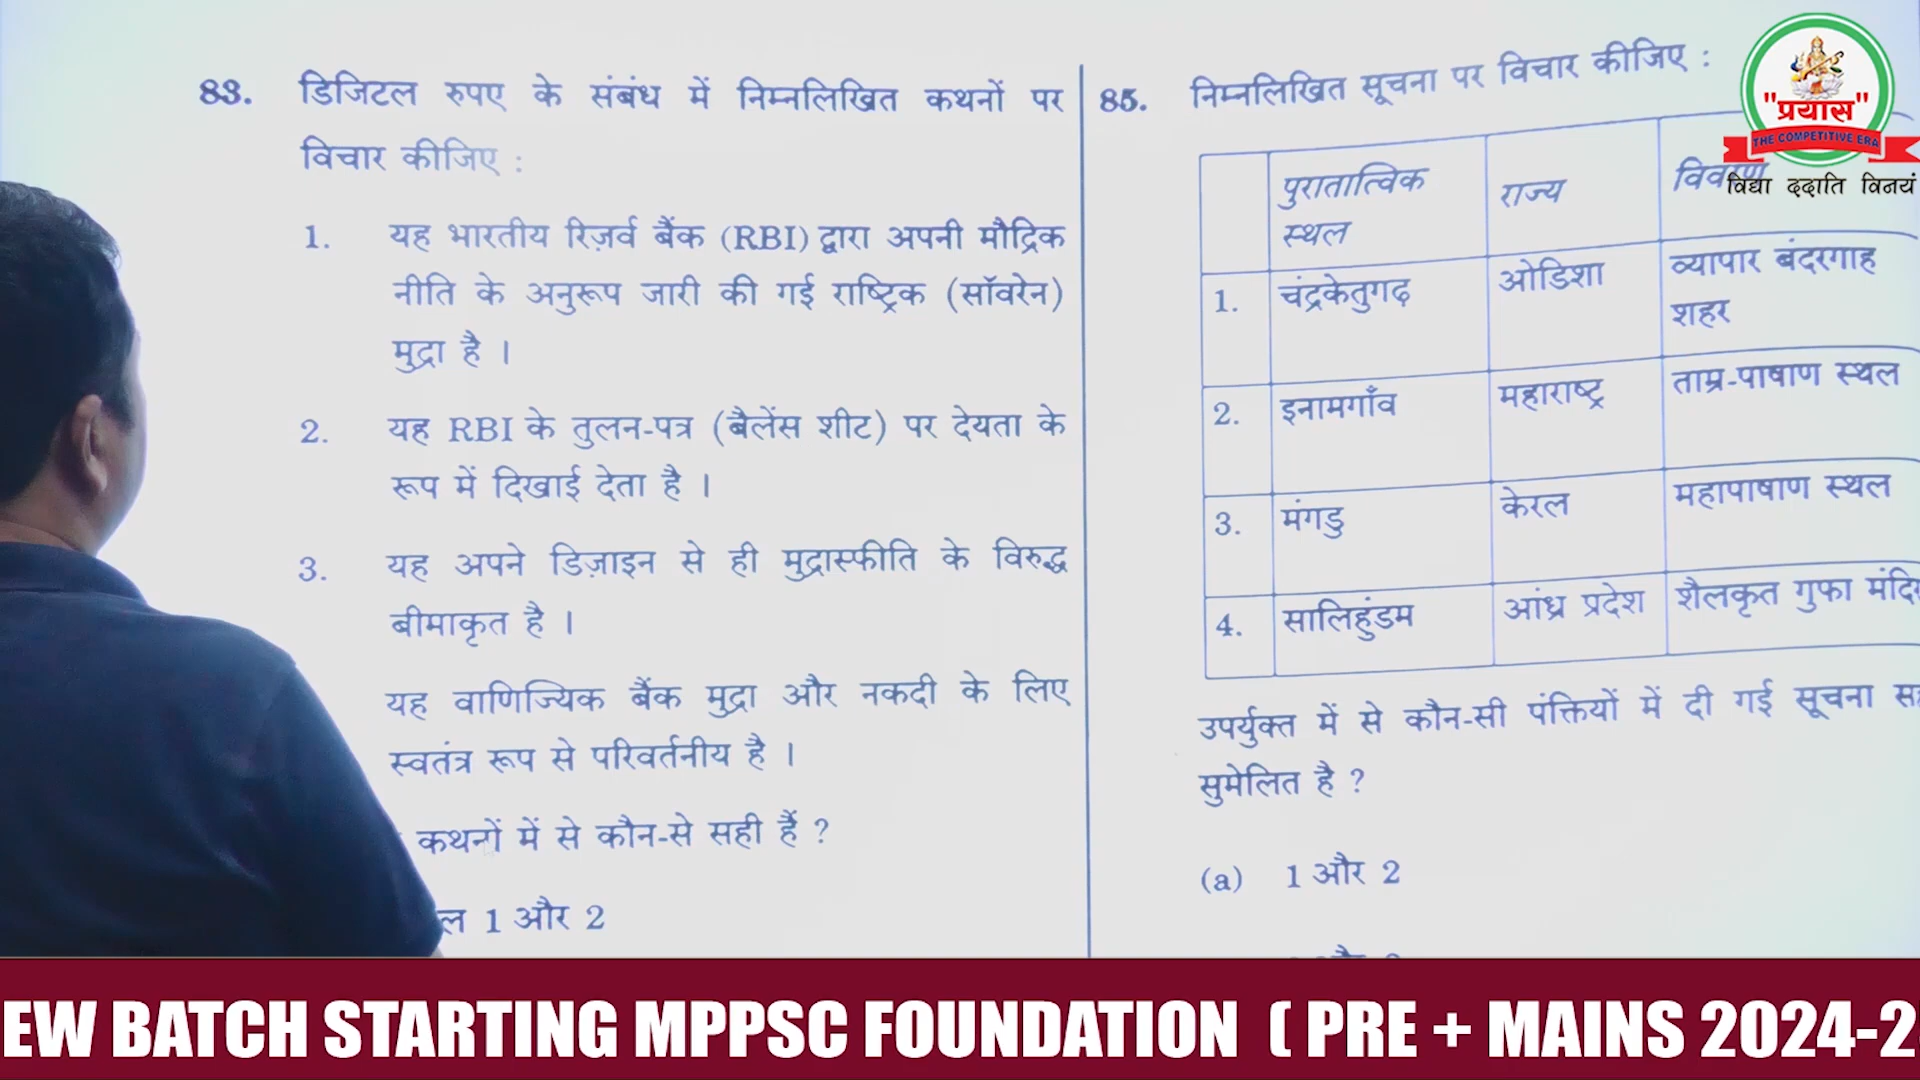 83. डिजिटल रुपए के संबंध में निम्नलिखित कथनों पर
विचार कीजिए :
1. यह भारतीय रिज़र्व बैंक (RBI) द्वारा अपनी मौद्रिक
नीति के अनुरूप जारी की गई राष्ट्रिक (सॉवरेन)
मुद्रा है ।
2. यह RBI के तुलन-पत्र (बैलेंस शीट) पर देयता के
रूप में दिखाई देता है ।
3. यह अपने डिज़ाइन से ही मुद्रास्फीति के विरुद्ध
बीमाकृत है ।
यह वाणिज्यिक बैंक मुद्रा और नकदी के लिए
स्वतंत्र रूप से परिवर्तनीय है ।
कथनों में से कौन-से सही हैं ?
1 और 2
85. निम्नलिखित सूचना पर विचार कीजिए :
पुरातात्विक
स्थल
राज्य
विवरण
1. चंद्रकेतुगढ़ ओडिशा व्यापार बंदरगाह
शहर
2. इनामगाँव महाराष्ट्र ताम्र-पाषाण स्थल
3. मंगडु केरल महापाषाण स्थल
4. सालिहुंडम आंध्र प्रदेश शैलकृत गुफा
उपर्युक्त में से कौन-सी पंक्तियों में दी गई सूचना
सुमेलित है ?
(a) 1 और 2
"प्रयास"
THE COMPETITIVE ERA
विद्या ददाति विनयं
EW BATCH STARTING MPPSC FOUNDATION ( PRE + MAINS 2024-2